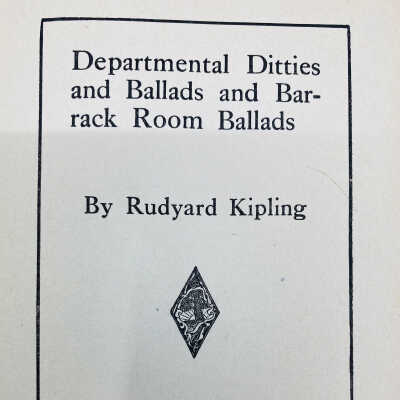 Departmental Ditties
and Ballads and Bar-
rack Room Ballads
By Rudyard Kipling